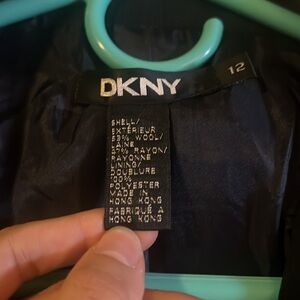 DKNY
12
SHELL/
EXTÉRIEUR
63% WOOL/
LAINE
37% RAYON/
RAYONNE
LINING/
DOUBLURE
100%
POLYESTER
MADE IN
HONG KONG
FABRIQUÉ À
HONG KONG